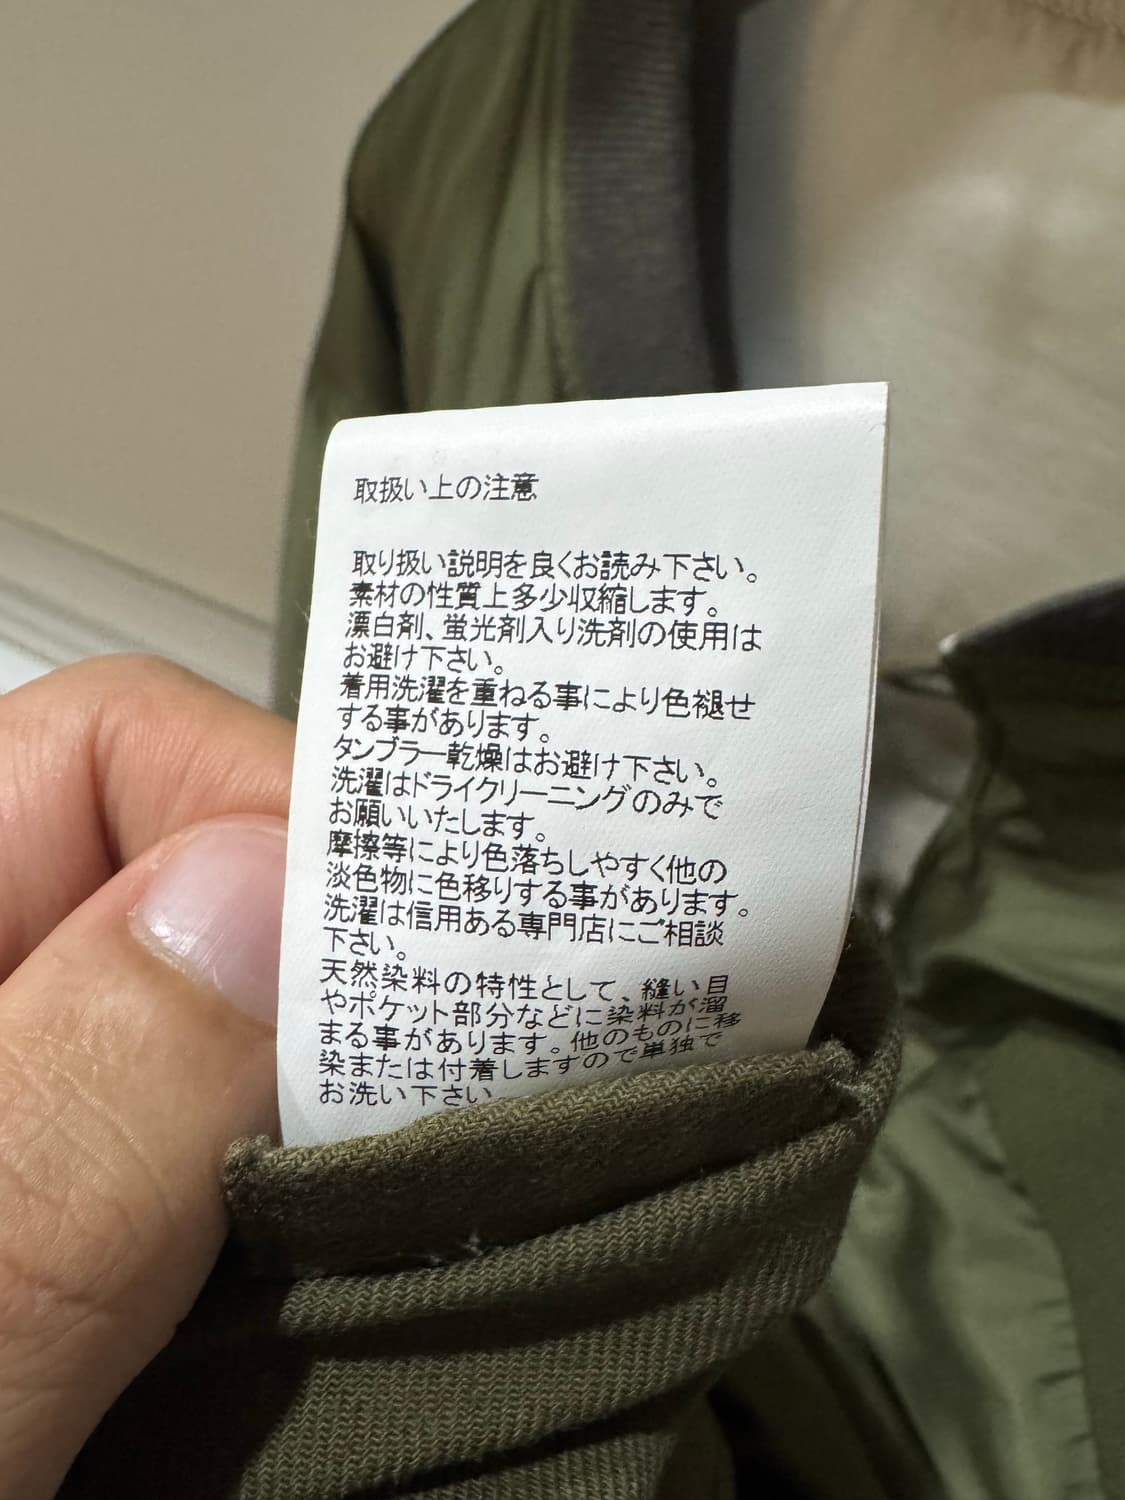 取扱い上の注意
取り扱い説明を良くお読み下さい。
素材の性質上多少収縮します。
漂白剤、蛍光剤入り洗剤の使用は
お避け下さい。
着用洗濯を重ねる事により色褪せ
する事があります。
タンブラー乾燥はお避け下さい。
洗濯はドライクリーニングのみで
お願いいたします。
摩擦等により色落ちしやすく他の
淡色物に色移りする事があります。
洗濯は信用ある専門店にご相談
下さい。
天然染料の特性として、縫い目
やポケット部分などに染料が溜
まる事があります。他のものに移
染または付着しますので単独で
お洗い下さい。